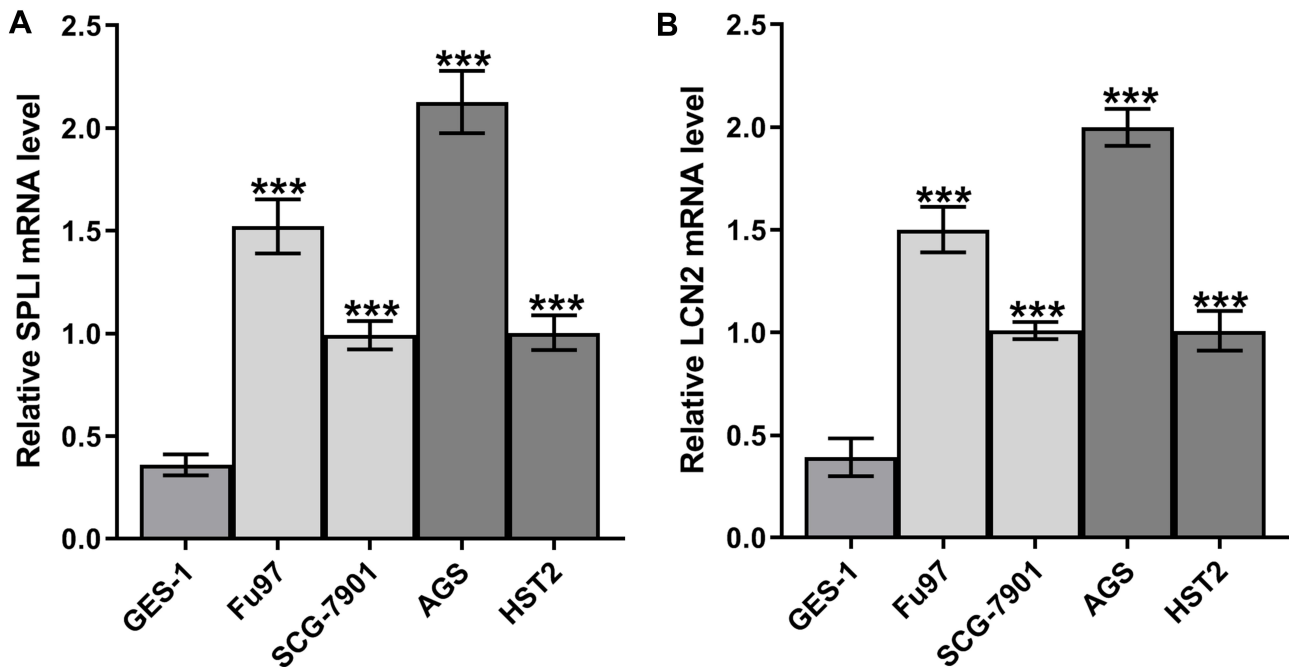 A
Relative SPLI mRNA level
2.5
2.0
1.5
1.0
0.5
0.0
***
***
***
***
GES-1
Fu97
SCG-7901
AGS
HST2
B
Relative LCN2 mRNA level
2.5
2.0
1.5
1.0
0.5
0.0
***
***
***
***
GES-1
Fu97
SCG-7901
AGS
HST2